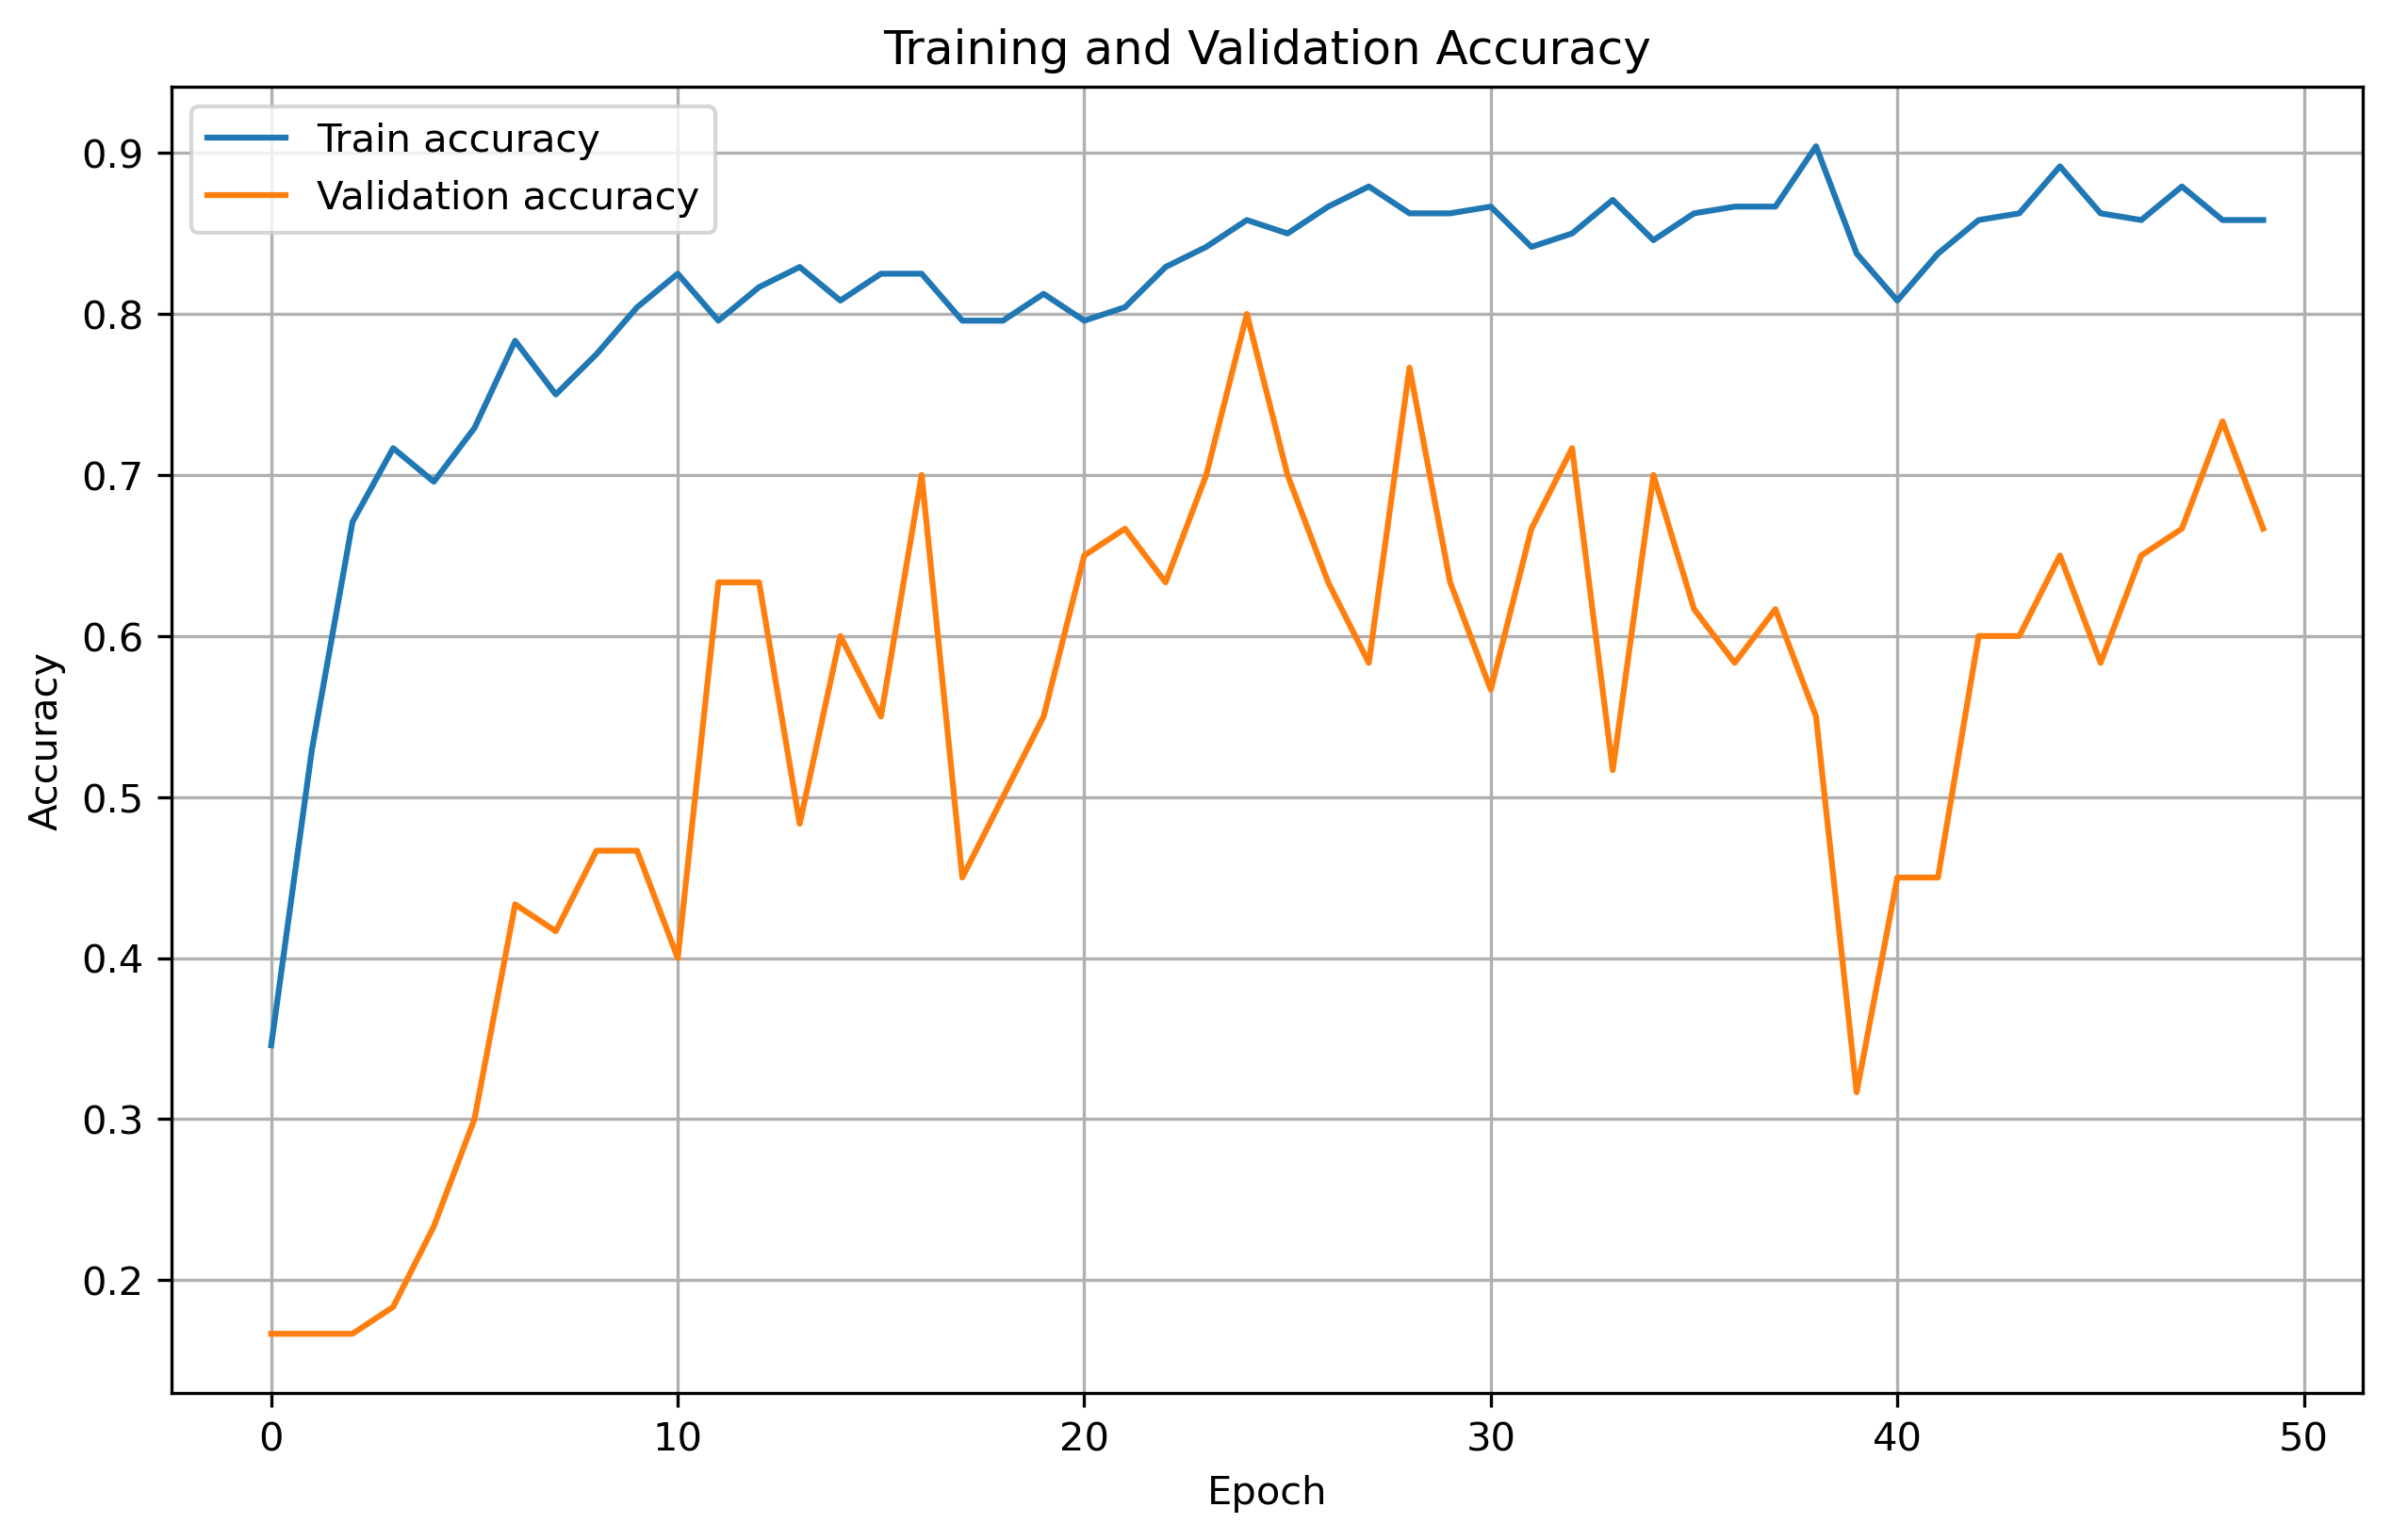 Training and Validation Accuracy
Train accuracy
Validation accuracy
0.9
0.8
0.7
0.6
0.5
0.4
0.3
0.2
Accuracy
0 10 20 30 40 50
Epoch